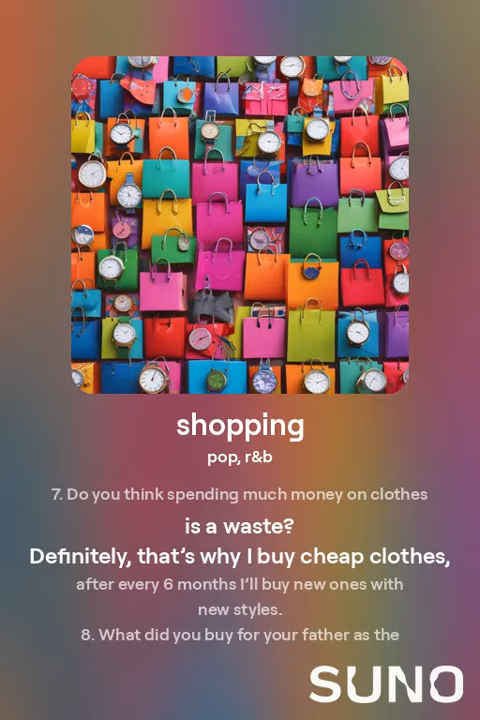 shopping
pop, r&b
7. Do you think spending much money on clothes
is a waste?
Definitely, that's why I buy cheap clothes,
after every 6 months I'll buy new ones with
new styles.
8. What did you buy for your father as the
SUNO